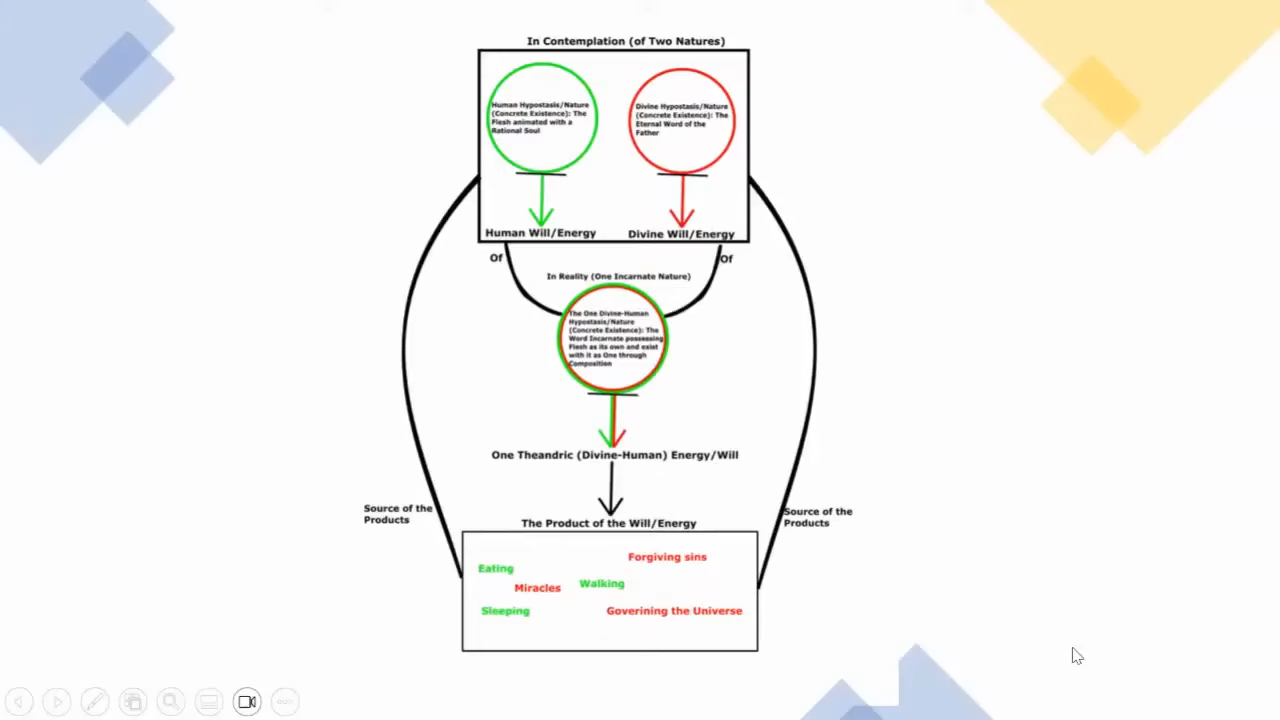 In Contemplation (of Two Natures)
Human Hypostasis/Nature
(Concrete Existence): The
Flesh animated with a
Rational Soul
Divine Hypostasis/Nature
(Concrete Existence): The
Eternal Word of the
Father
Human Will/Energy
Divine Will/Energy
Of
Of
In Reality (One Incarnate Nature)
The One Divine-Human
Hypostasis/Nature
(Concrete Existence): The
Word Incarnate possessing
Flesh as its own and exist
with it as One through
Composition
One Theandric (Divine-Human) Energy/Will
Source of the
Products
Source of the
Products
The Product of the Will/Energy
Forgiving sins
Eating
Miracles
Walking
Sleeping
Goverining the Universe